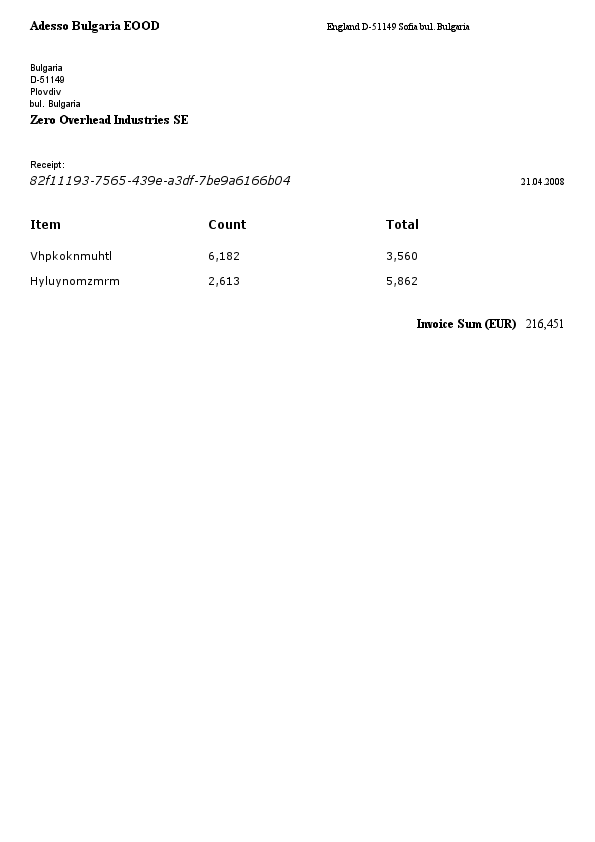 Adesso Bulgaria EOOD England D-51149 Sofia bul. Bulgaria
Bulgaria
D-51149
Plovdiv
bul. Bulgaria
Zero Overhead Industries SE
Receipt:
82f11193-7565-439e-a3df-7be9a6166b04 21.04.2008
Item Count Total
Vhpkoknmuhtl 6,182 3,560
Hyluynomzmrm 2,613 5,862
Invoice Sum (EUR) 216,451